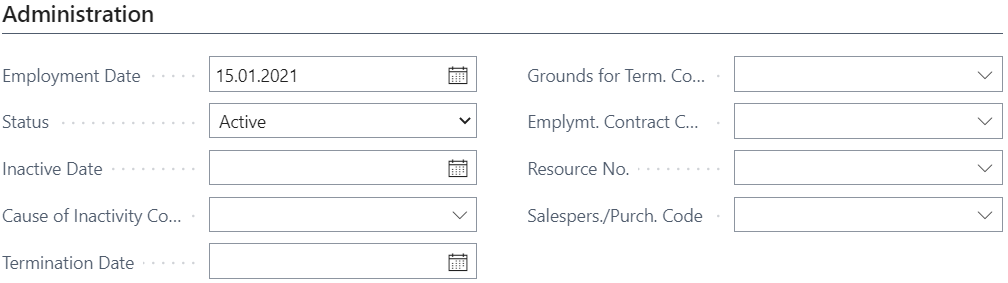 Administration
Employment Date 15.01.2021
Status Active
Inactive Date
Cause of Inactivity Co...
Termination Date
Grounds for Term. Co...
Emplymt. Contract C...
Resource No.
Salespers./Purch. Code